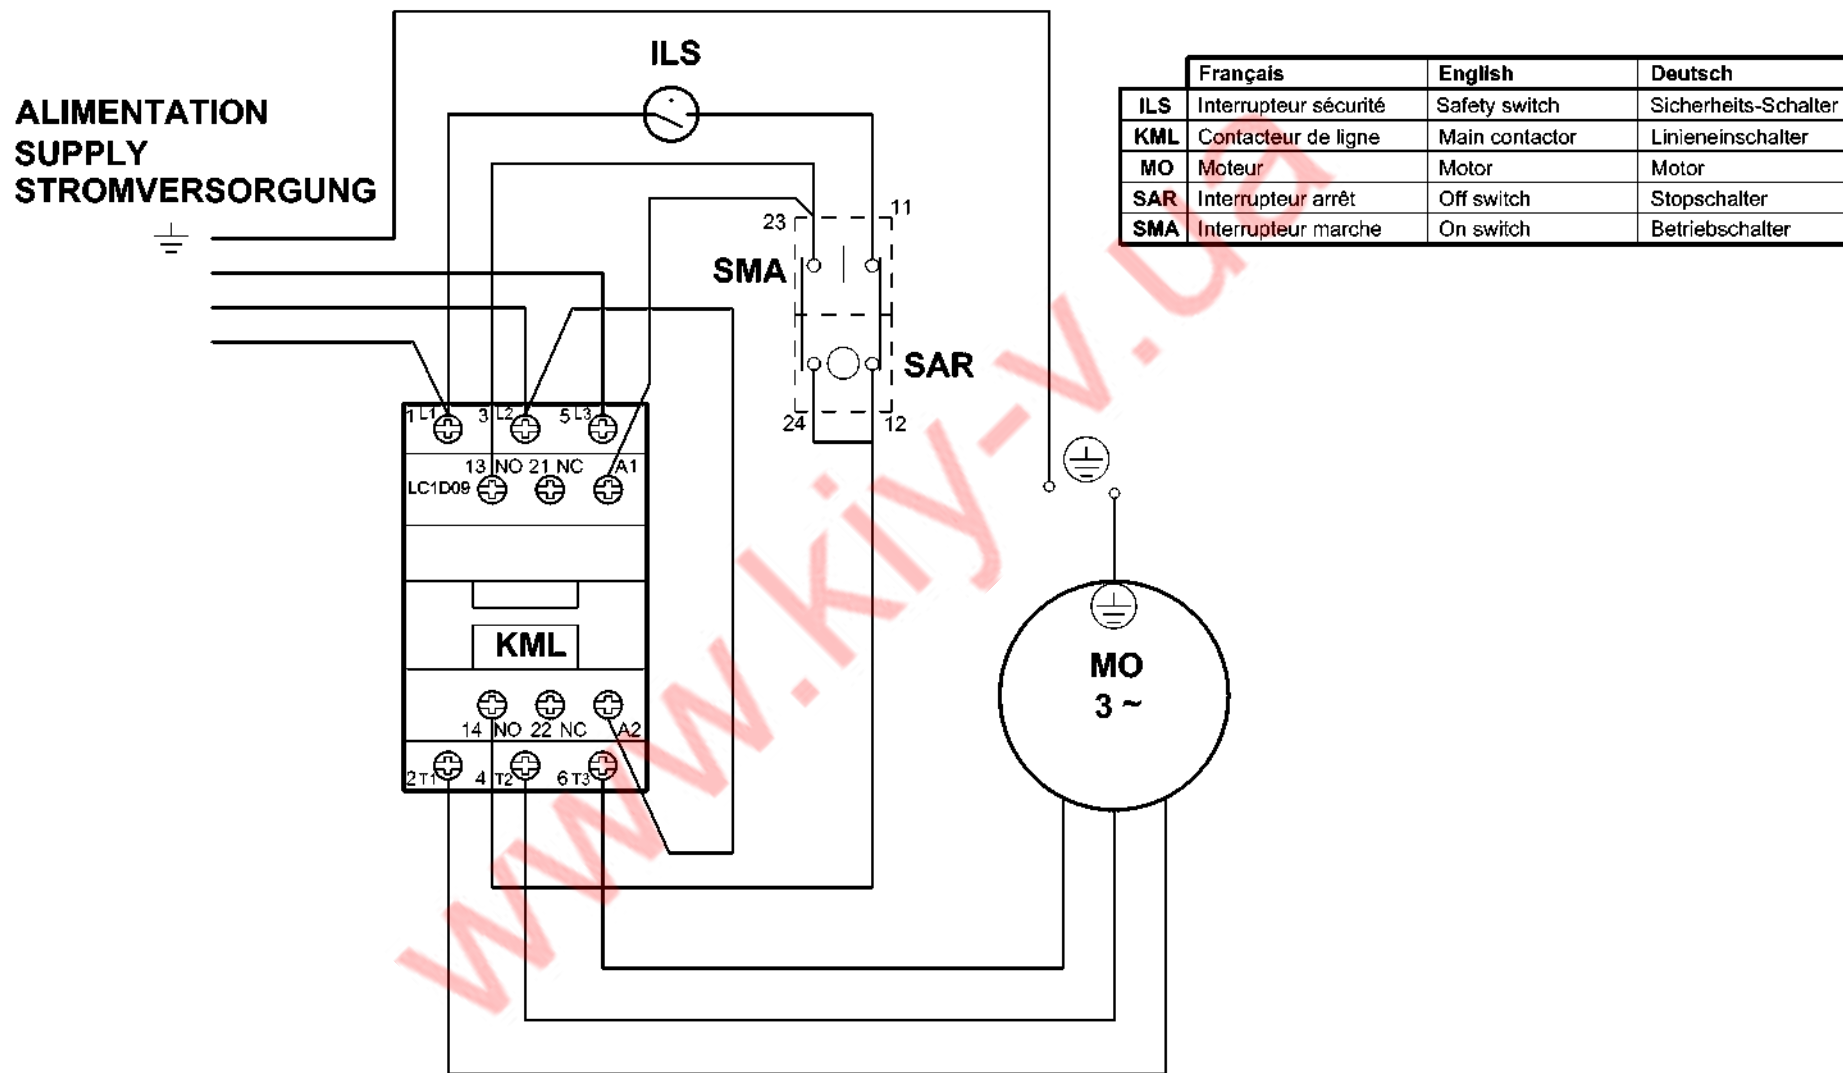 ILS
ALIMENTATION
SUPPLY
STROMVERSORGUNG
Français English Deutsch
ILS Interrupteur sécurité Safety switch Sicherheits-Schalter
KML Contacteur de ligne Main contactor Linieneinschalter
MO Moteur Motor Motor
SAR Interrupteur arrêt Off switch Stopschalter
SMA Interrupteur marche On switch Betriebschalter
23 11
SMA
SAR
24 12
1 L1 3 L2 5 L3
13 NO 21 NC A1
LC1D09
KML
14 NO 22 NC A2
2 T1 4 T2 6 T3
MO
3 ~
www.kiy-v.ua